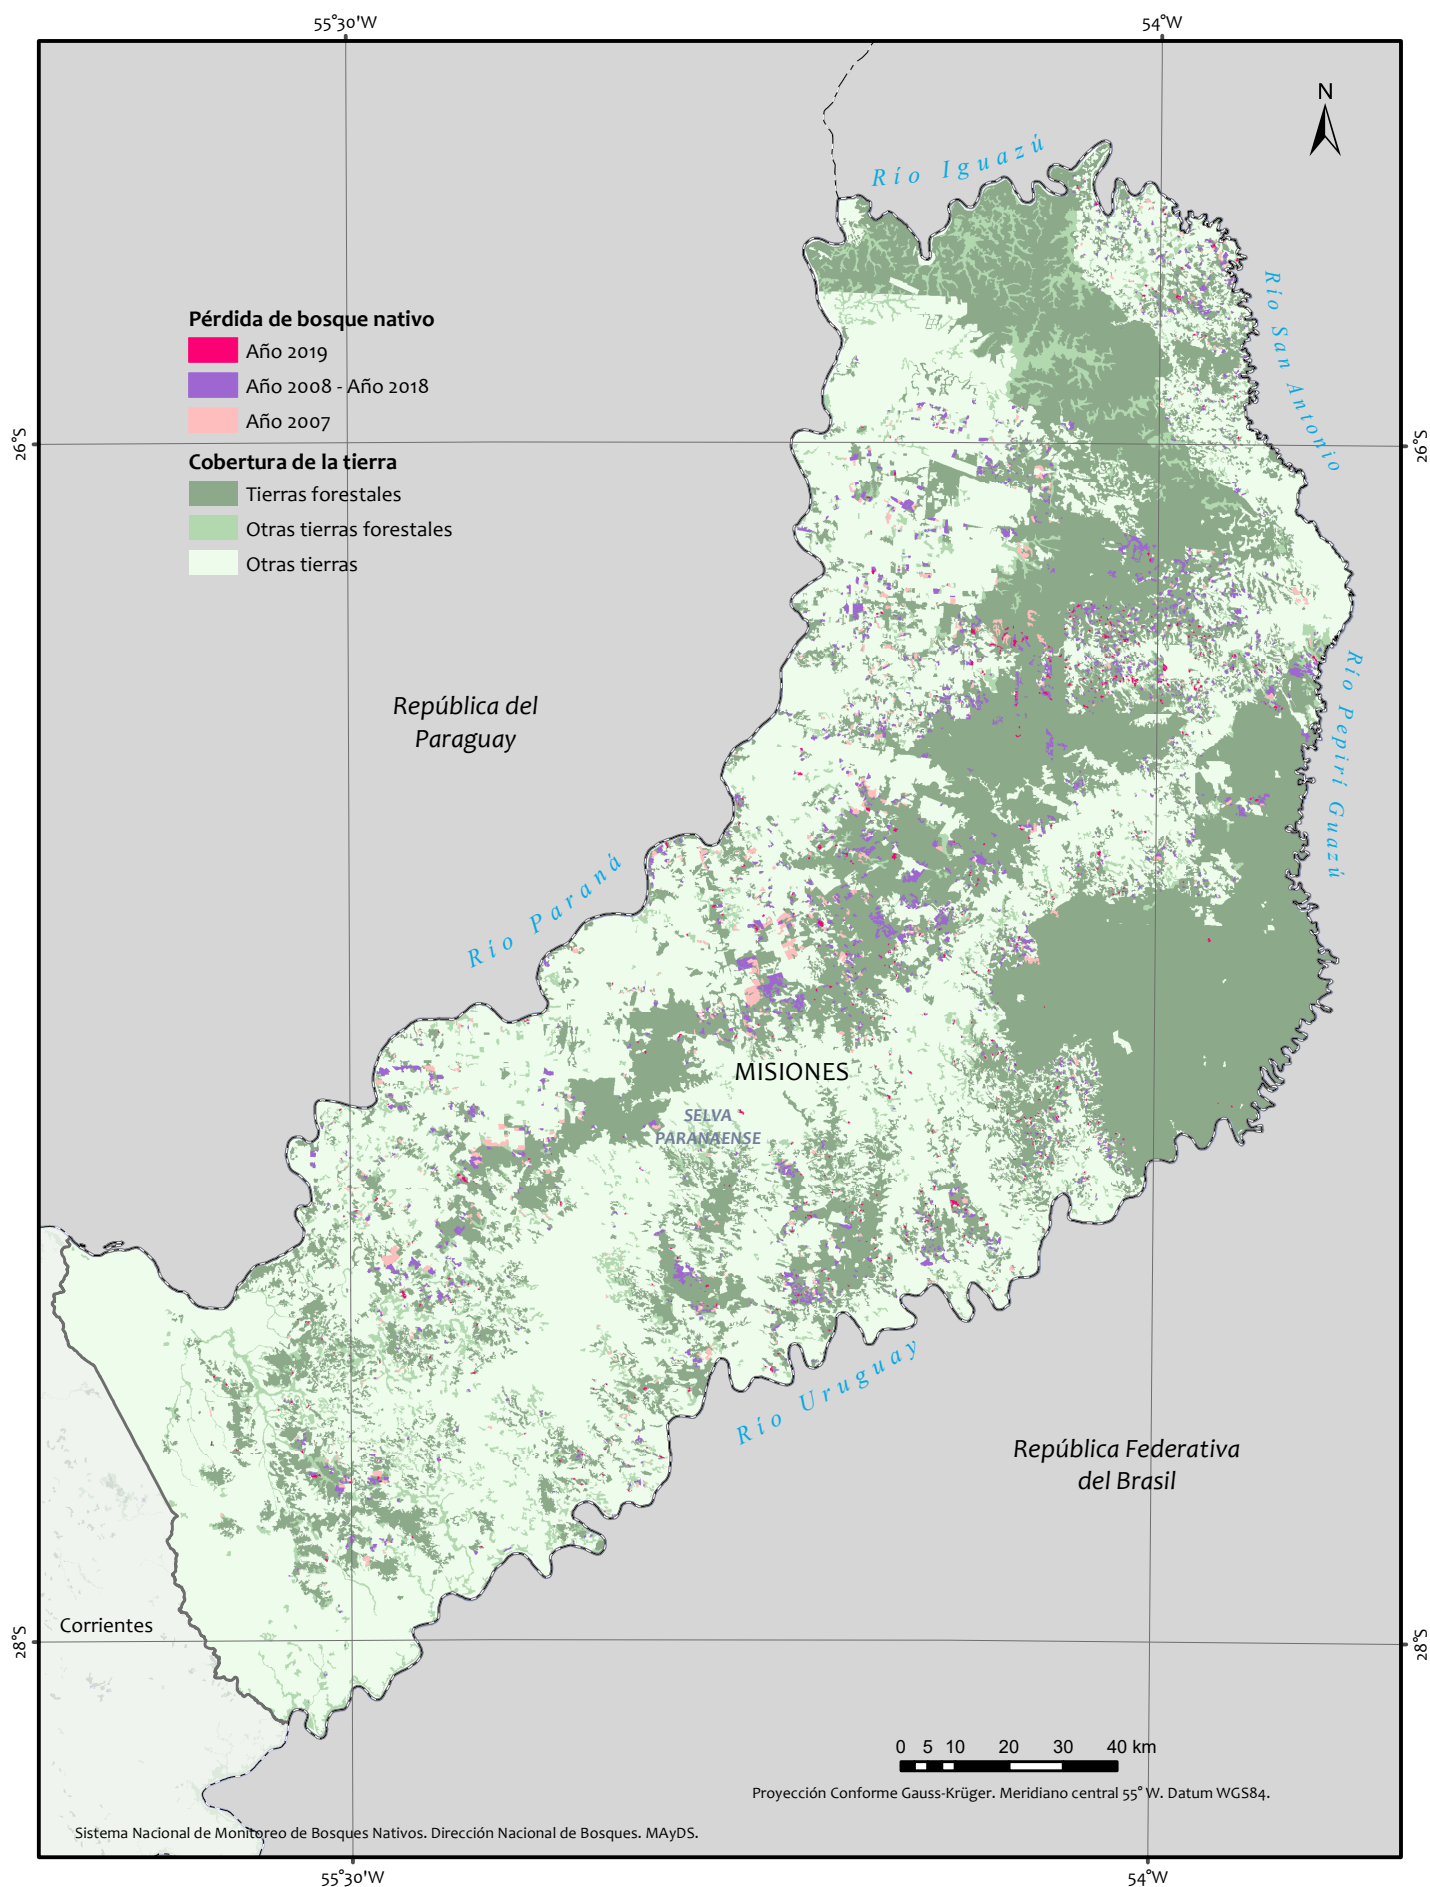 55°30'W
54°W
N
Río Iguazú
Río San Antonio
Pérdida de bosque nativo
Año 2019
Año 2008 - Año 2018
Año 2007
26°S
26°S
Cobertura de la tierra
Tierras forestales
Otras tierras forestales
Otras tierras
Río Pepirí Guazú
República del
Paraguay
Río Paraná
MISIONES
SELVA
PARANAENSE
Río Uruguay
República Federativa
del Brasil
Corrientes
28°S
28°S
0 5 10 20 30 40 km
Proyección Conforme Gauss-Krüger. Meridiano central 55° W. Datum WGS84.
Sistema Nacional de Monitoreo de Bosques Nativos. Dirección Nacional de Bosques. MAyDS.
55°30'W
54°W